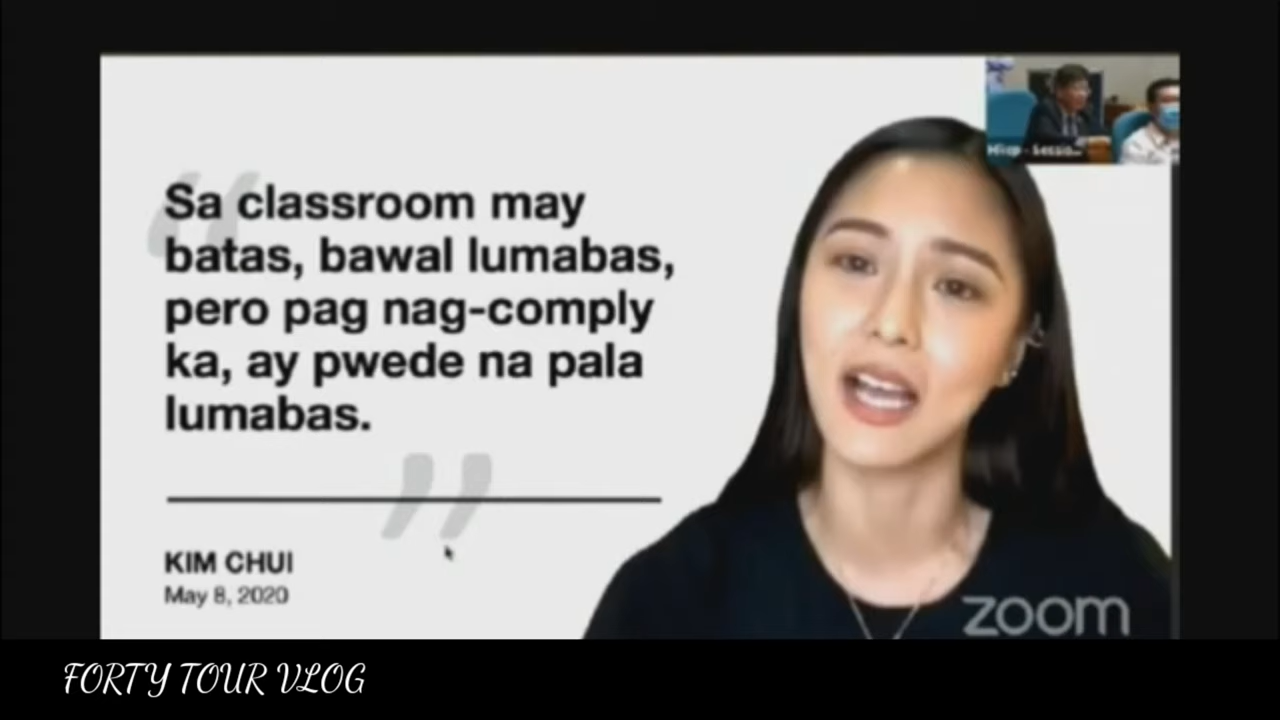 Sa classroom may
batas, bawal lumabas,
pero pag nag-comply
ka, ay pwede na pala
lumabas.
KIM CHUI
May 8, 2020
zoom
FORTY TOUR VLOG